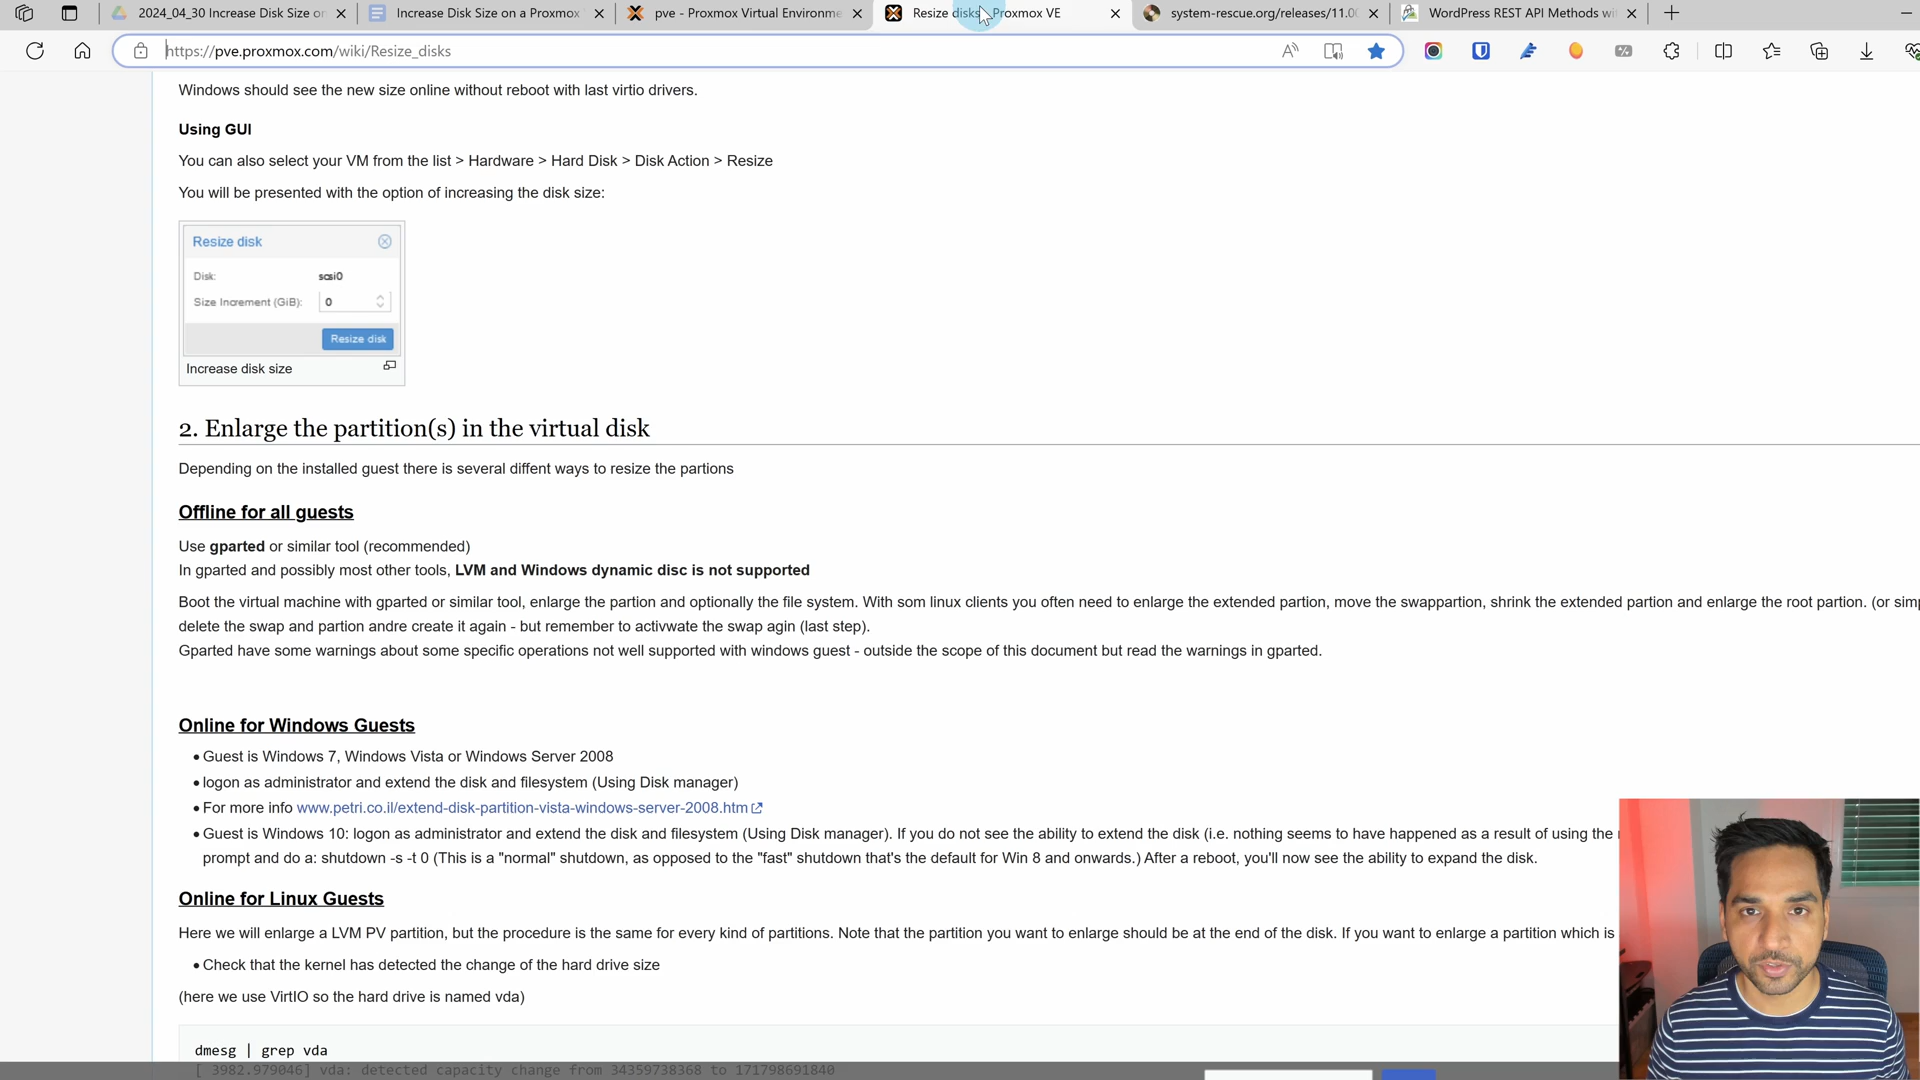 2024_04_30 Increase Disk Size or
Increase Disk Size on a Proxmox
pve - Proxmox Virtual Environme
Resize disks - Proxmox VE
system-rescue.org/releases/11.0
WordPress REST API Methods wi
https://pve.proxmox.com/wiki/Resize_disks
Windows should see the new size online without reboot with last virtio drivers.
Using GUI
You can also select your VM from the list > Hardware > Hard Disk > Disk Action > Resize
You will be presented with the option of increasing the disk size:
Resize disk
Disk: scsi0
Size Increment (GiB): 0
Resize disk
Increase disk size
2. Enlarge the partition(s) in the virtual disk
Depending on the installed guest there is several diffent ways to resize the partions
Offline for all guests
Use gparted or similar tool (recommended)
In gparted and possibly most other tools, LVM and Windows dynamic disc is not supported
Boot the virtual machine with gparted or similar tool, enlarge the partion and optionally the file system. With som linux clients you often need to enlarge the extended partion, move the swappartion, shrink the extended partion and enlarge the root partion. (or simp
delete the swap and partion andre create it again - but remember to activwate the swap agin (last step).
Gparted have some warnings about some specific operations not well supported with windows guest - outside the scope of this document but read the warnings in gparted.
Online for Windows Guests
• Guest is Windows 7, Windows Vista or Windows Server 2008
• logon as administrator and extend the disk and filesystem (Using Disk manager)
• For more info www.petri.co.il/extend-disk-partition-vista-windows-server-2008.htm
• Guest is Windows 10: logon as administrator and extend the disk and filesystem (Using Disk manager). If you do not see the ability to extend the disk (i.e. nothing seems to have happened as a result of using the
prompt and do a: shutdown -s -t 0 (This is a "normal" shutdown, as opposed to the "fast" shutdown that's the default for Win 8 and onwards.) After a reboot, you'll now see the ability to expand the disk.
Online for Linux Guests
Here we will enlarge a LVM PV partition, but the procedure is the same for every kind of partitions. Note that the partition you want to enlarge should be at the end of the disk. If you want to enlarge a partition which is
• Check that the kernel has detected the change of the hard drive size
(here we use VirtIO so the hard drive is named vda)
dmesg | grep vda
[ 3982.979046] vda: detected capacity change from 34359738368 to 171798691840